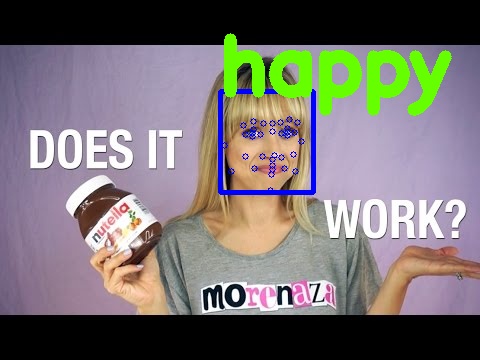 happy
DOES IT
WORK?
nutella
MORENAZA